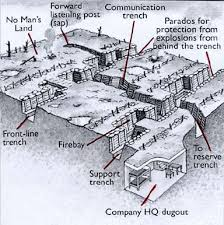 No Man's
Land
Forward
listening post
(sap)
Communication
trench
Parados for
protection from
explosions from
behind the trench
Front-line
trench
Firebay
Support
trench
To
reserve
trench
Company HQ dugout